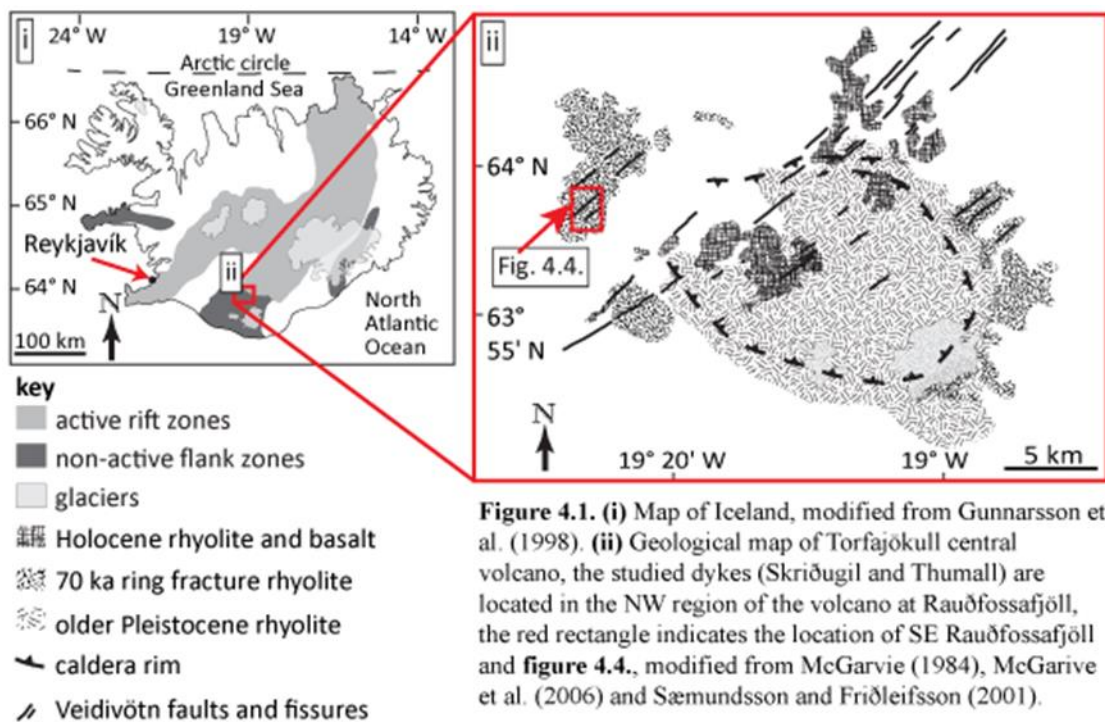 i
24° W 19° W 14° W
Arctic circle
Greenland Sea
66° N
65° N
Reykjavík
64° N
ii
N
100 km
North
Atlantic
Ocean
ii
64° N
Fig. 4.4.
63°
55' N
N
19° 20' W 19° W
5 km
key
active rift zones
non-active flank zones
glaciers
Holocene rhyolite and basalt
70 ka ring fracture rhyolite
older Pleistocene rhyolite
caldera rim
Veidivötn faults and fissures
Figure 4.1. (i) Map of Iceland, modified from Gunnarsson et
al. (1998). (ii) Geological map of Torfajökull central
volcano, the studied dykes (Skriðugil and Thumall) are
located in the NW region of the volcano at Rauðfossafjöll,
the red rectangle indicates the location of SE Rauðfossafjöll
and figure 4.4., modified from McGarvie (1984), McGarive
et al. (2006) and Sæmundsson and Friðleifsson (2001).